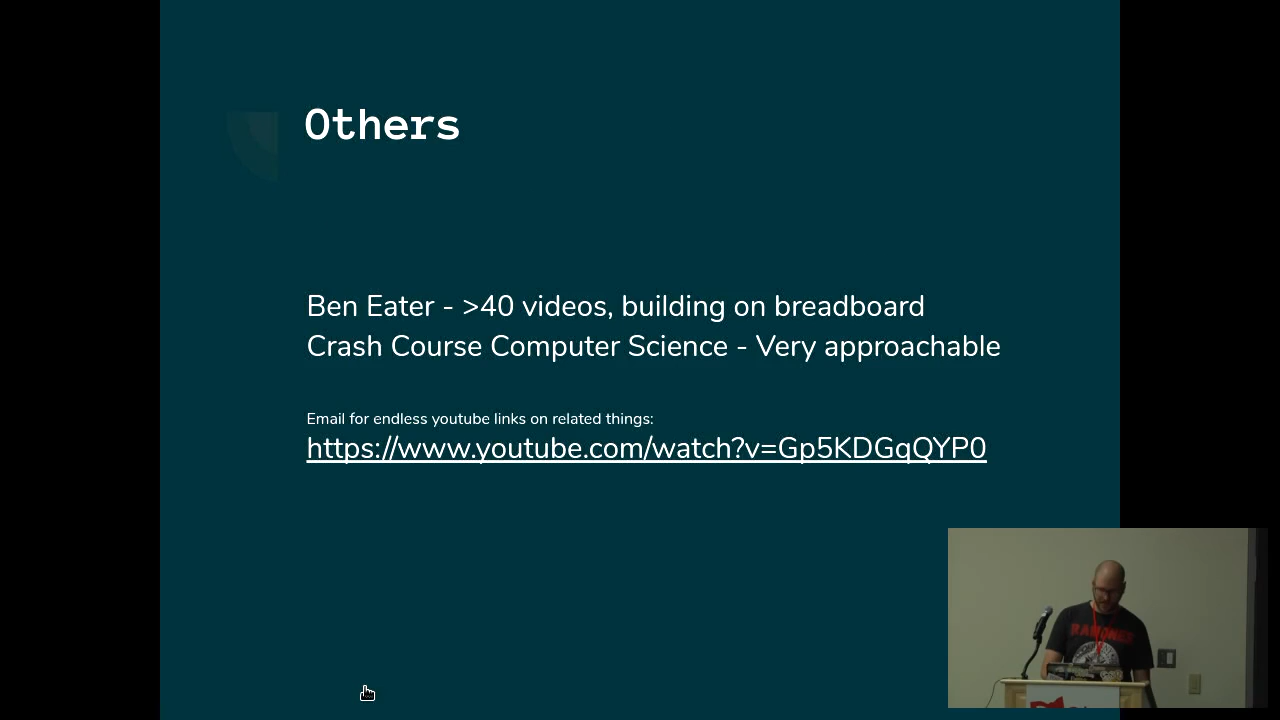 Others
Ben Eater - >40 videos, building on breadboard
Crash Course Computer Science - Very approachable
Email for endless youtube links on related things:
https://www.youtube.com/watch?v=Gp5KDGqQYP0
RAMONES